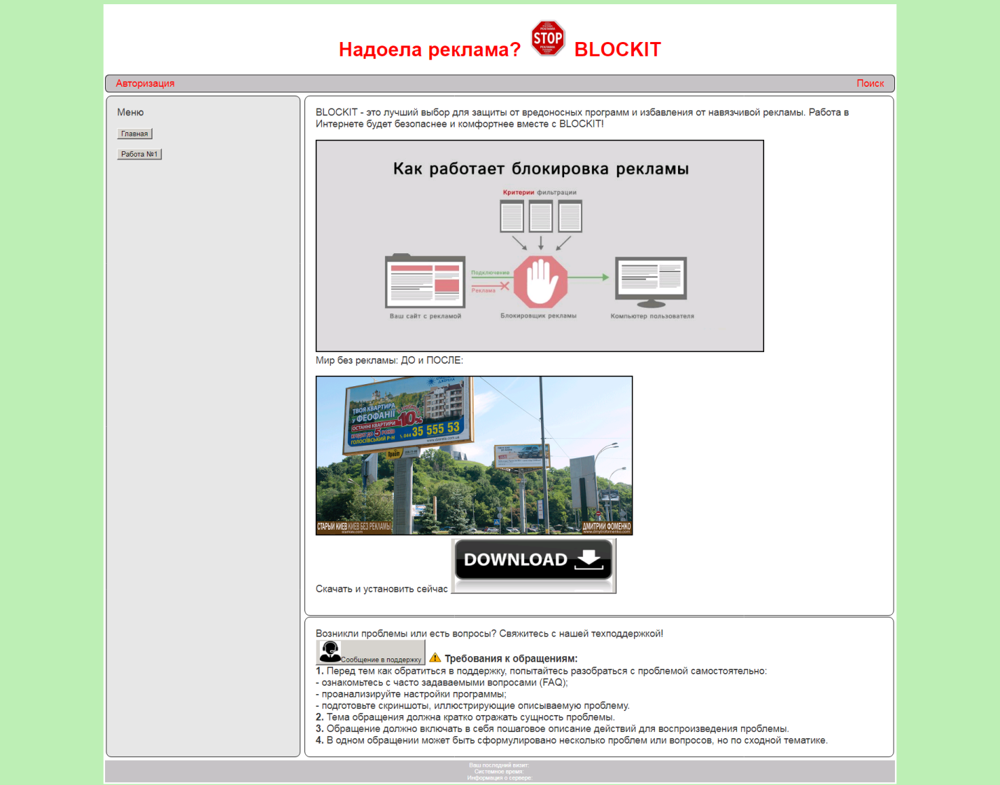 Надоела реклама? STOP BLOCKIT
Авторизация
Поиск
Меню
Главная
Работа №1
BLOCKIT - это лучший выбор для защиты от вредоносных программ и избавления от навязчивой рекламы. Работа в
Интернете будет безопаснее и комфортнее вместе с BLOCKIT!
Как работает блокировка рекламы
Критерии фильтрации
Подключение
Реклама
Ваш сайт с рекламой
Блокировщик рекламы
Компьютер пользователя
Мир без рекламы: ДО и ПОСЛЕ:
ТВОЯ КВАРТИРА
У ФЕОФАНІЇ
ОСТАННІ КВАРТИРИ
10%
КРЕДИТ ДО 5 РОКІВ
ГОЛОСІЇВСЬКИЙ Р-Н
044 35 555 53
Прайм
СТАРЫЙ КИЕВ КИЕВ БЕЗ РЕКЛАМЫ
ДМИТРИЙ ФОМЕНКО
www.dmytrofomenko.com
DOWNLOAD
Скачать и установить сейчас
Возникли проблемы или есть вопросы? Свяжитесь с нашей техподдержкой!
Сообщение в поддержку
Требования к обращениям:
1. Перед тем как обратиться в поддержку, попытайтесь разобраться с проблемой самостоятельно:
- ознакомьтесь с часто задаваемыми вопросами (FAQ);
- проанализируйте настройки программы;
- подготовьте скриншоты, иллюстрирующие описываемую проблему.
2. Тема обращения должна кратко отражать сущность проблемы.
3. Обращение должно включать в себя пошаговое описание действий для воспроизведения проблемы.
4. В одном обращении может быть сформулировано несколько проблем или вопросов, но по сходной тематике.
Ваш последний визит:
Системное время:
Информация о сервере: